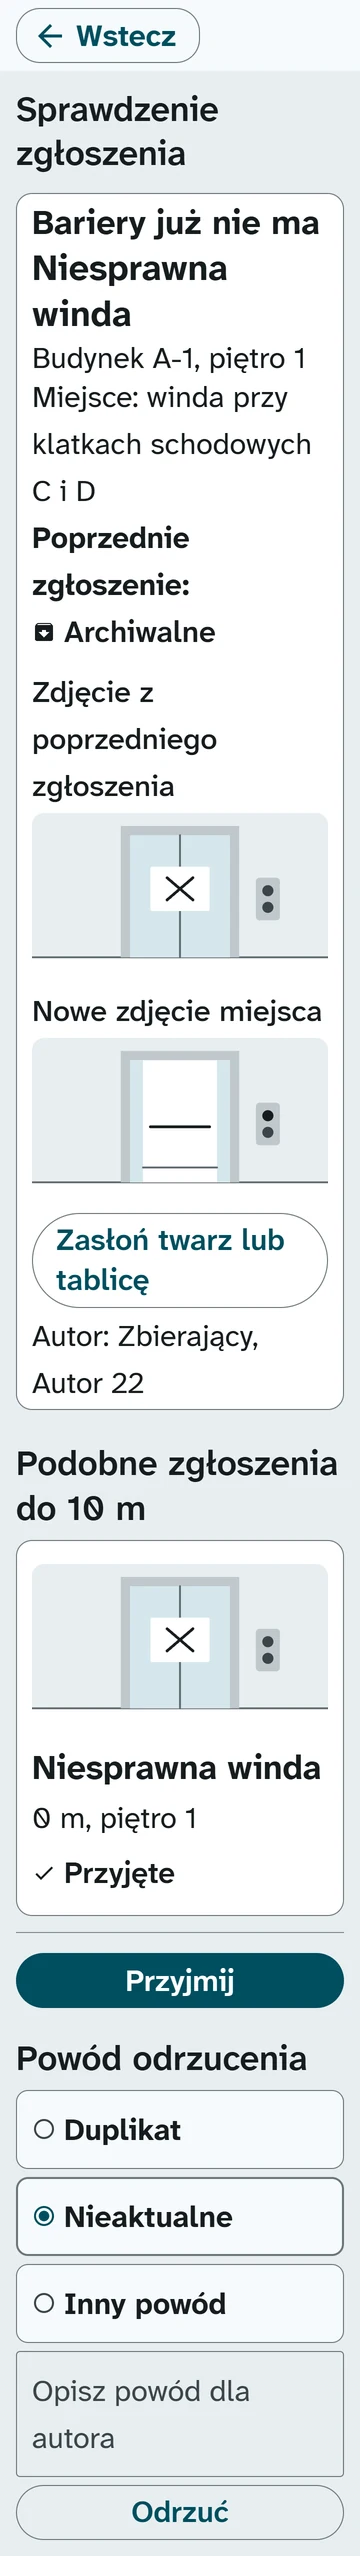 Wstecz
Sprawdzenie
zgłoszenia
Bariery już nie ma
Niesprawna
winda
Budynek A-1, piętro 1
Miejsce: winda przy
klatkach schodowych
C i D
Poprzednie
zgłoszenie:
Archiwalne
Zdjęcie z
poprzedniego
zgłoszenia
Nowe zdjęcie miejsca
Zasłoń twarz lub
tablicę
Autor: Zbierający,
Autor 22
Podobne zgłoszenia
do 10 m
Niesprawna winda
0 m, piętro 1
Przyjęte
Przyjmij
Powód odrzucenia
Duplikat
Nieaktualne
Inny powód
Opisz powód dla
autora
Odrzuć